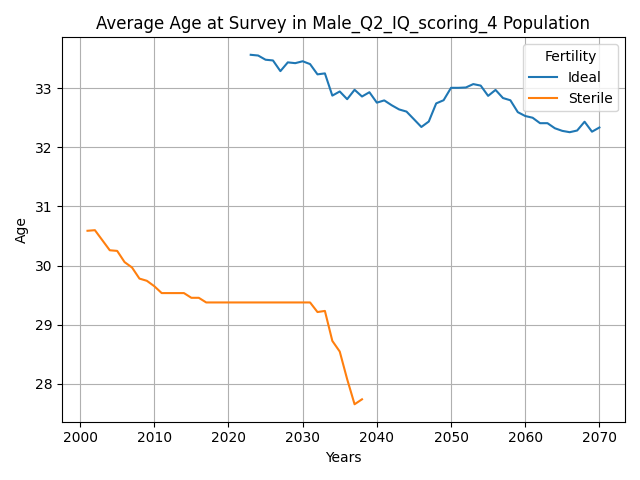 Average Age at Survey in Male_Q2_IQ_scoring_4 Population
Fertility
Ideal
Sterile
Age
33
32
31
30
29
28
2000 2010 2020 2030 2040 2050 2060 2070
Years